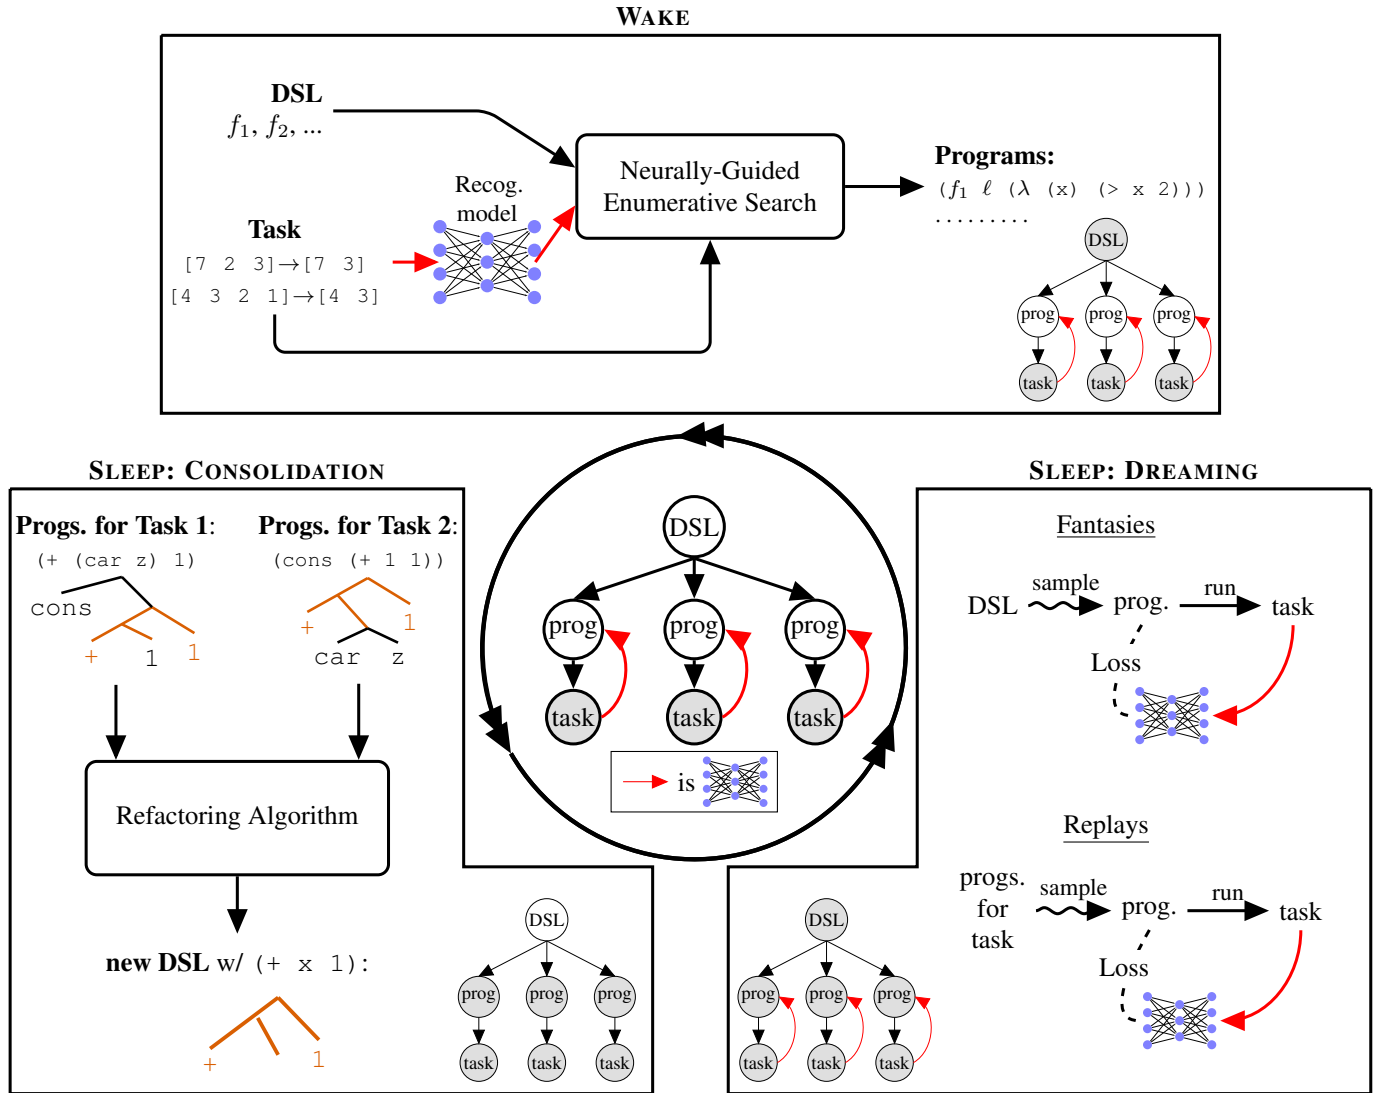 WAKE
DSL
f1, f2, ...
Task
[7 2 3]→[7 3]
[4 3 2 1]→[4 3]
Recog.
model
Neurally-Guided
Enumerative Search
Programs:
(f1 ℓ (λ (x) (> x 2)))
.........
DSL
prog prog prog
task task task
SLEEP: CONSOLIDATION
Progs. for Task 1:
(+ (car z) 1)
cons
+ 1 1
Progs. for Task 2:
(cons (+ 1 1))
+ 1
car z
Refactoring Algorithm
new DSL w/ (+ x 1):
+ 1
DSL
prog prog prog
task task task
DSL
prog prog prog
task task task
is
SLEEP: DREAMING
Fantasies
DSL sample prog. run task
Loss
Replays
progs.
for
task
sample prog. run task
Loss
DSL
prog prog prog
task task task